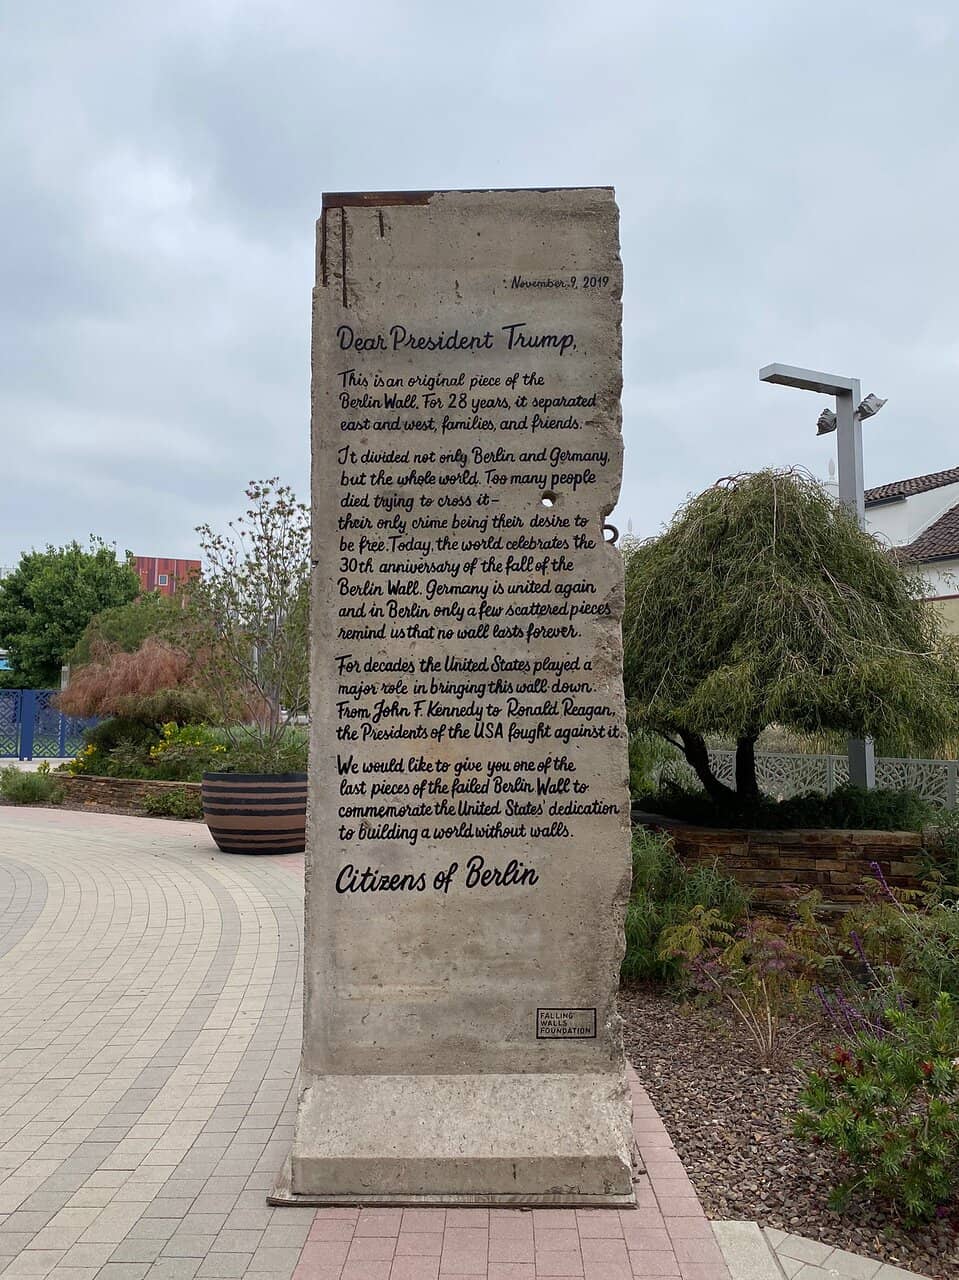 November 9, 2019
Dear President Trump,
This is an original piece of the
Berlin Wall. For 28 years, it separated
east and west, families, and friends.
It divided not only Berlin and Germany,
but the whole world. Too many people
died trying to cross it –
their only crime being their desire to
be free. Today, the world celebrates the
30th anniversary of the fall of the
Berlin Wall. Germany is united again
and in Berlin only a few scattered pieces
remind us that no wall lasts forever.
For decades the United States played a
major role in bringing this wall down.
From John F. Kennedy to Ronald Reagan,
the Presidents of the USA fought against it.
We would like to give you one of the
last pieces of the failed Berlin Wall to
commemorate the United States' dedication
to building a world without walls.
Citizens of Berlin
FALLING
WALLS
FOUNDATION